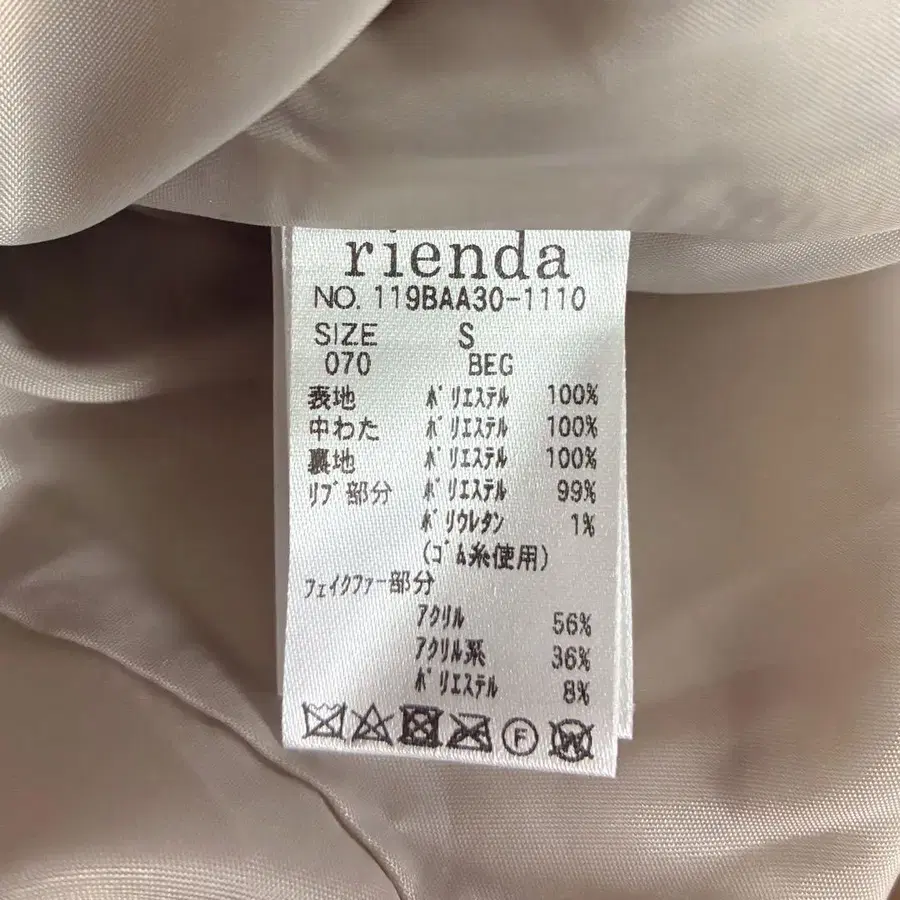 rienda
NO. 119BAA30-1110
SIZE S
070 BEG
表地 ポリエステル 100%
中わた ポリエステル 100%
裏地 ポリエステル 100%
リブ部分 ポリエステル 99%
ポリウレタン 1%
(ゴム糸使用)
フェイクファー部分
アクリル 56%
アクリル系 36%
ポリエステル 8%
F W